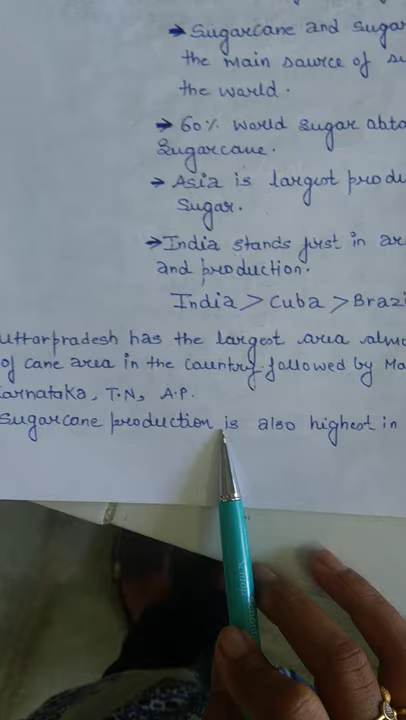 → Sugarcane and sugar
the main source of su
the world.
→ 60% world sugar obta
Sugarcane.
→ Asia is largest produ
Sugar.
→ India stands first in ar
and production.
India > Cuba > Brazi
uttarpradesh has the largest area almo
of cane area in the country followed by Ma
Karnataka, T.N, A.P.
Sugarcane production is also highest in